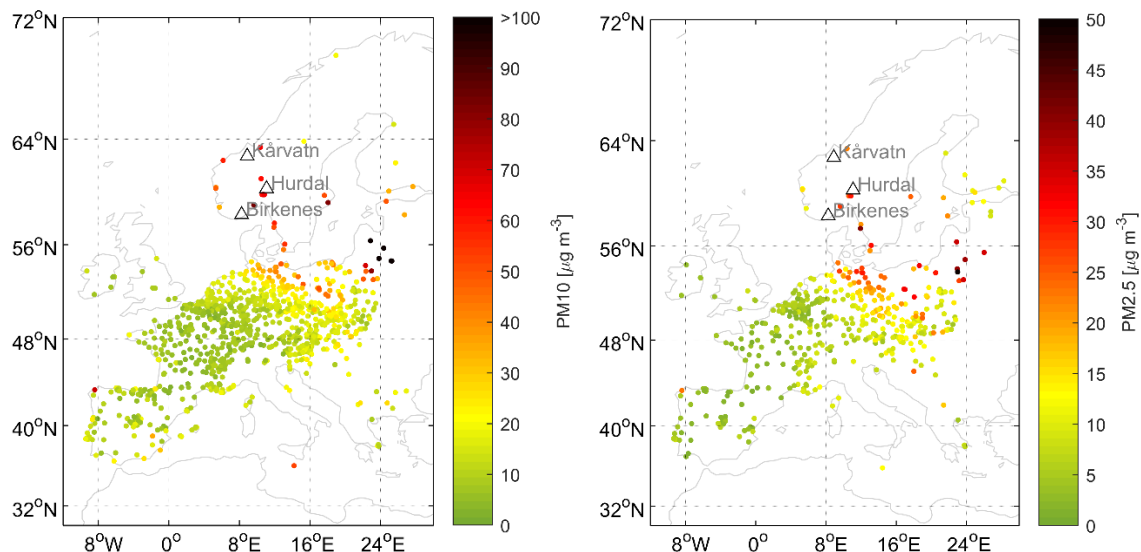 72°N
64°N
56°N
48°N
40°N
32°N
8°W
0°
8°E
16°E
24°E
Kårvatn
Hurdal
Birkenes
>100
90
80
70
60
50
40
30
20
10
0
PM10 [μg m⁻³]
72°N
64°N
56°N
48°N
40°N
32°N
8°W
0°
8°E
16°E
24°E
Kårvatn
Hurdal
Birkenes
50
45
40
35
30
25
20
15
10
5
0
PM2.5 [μg m⁻³]